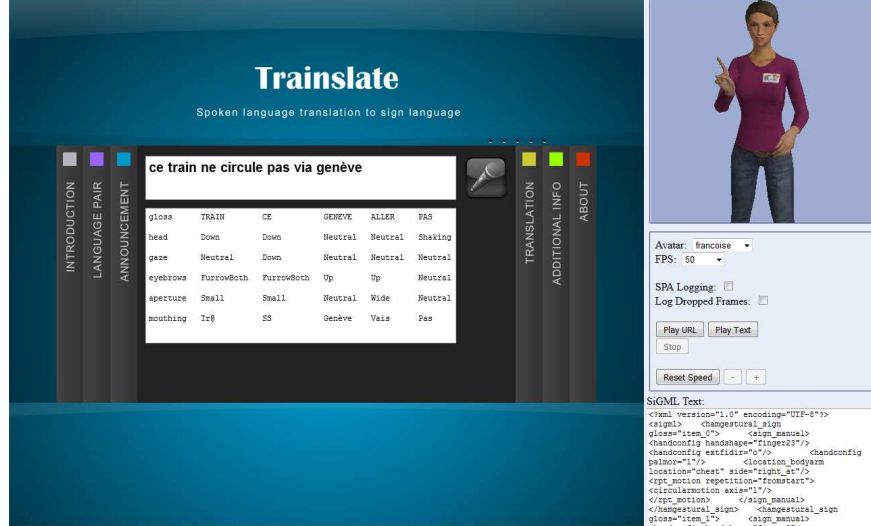 Trainslate
Spoken language translation to sign language
INTRODUCTION
LANGUAGE PAIR
ANNOUNCEMENT
ce train ne circule pas via genève
gloss TRAIN CE GENEVE ALLER PAS
head Down Down Neutral Neutral Shaking
gaze Neutral Down Neutral Neutral Neutral
eyebrows FurrowBoth FurrowBoth Up Up Neutral
aperture Small Small Neutral Wide Neutral
mouthing Tr@ SS Genève Vais Pas
TRANSLATION
ADDITIONAL INFO
ABOUT
Avatar: francoise
FPS: 50
SPA Logging:
Log Dropped Frames:
Play URL Play Text
Stop
Reset Speed - +
SiGML Text:
<?xml version="1.0" encoding="UTF-8"?>
<sigml> <hamgestural_sign
gloss="item_0"> <sign_manual>
<handconfig handshape="finger23"/>
<handconfig extfidir="o"/> <handconfig
palmor="l"/> <location_bodyarm
location="chest" side="right_at"/>
<rpt_motion repetition="fromstart">
<circularmotion axis="l"/>
</rpt_motion> </sign_manual>
</hamgestural_sign> <hamgestural_sign
gloss="item_1"> <sign_manual>